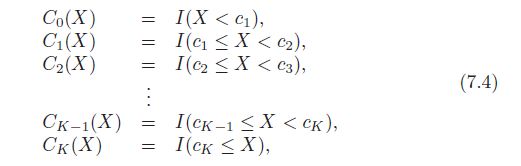 C₀(X) = I(X < c₁),
C₁(X) = I(c₁ ≤ X < c₂),
C₂(X) = I(c₂ ≤ X < c₃),
⋮
(7.4)
C_{K−1}(X) = I(c_{K−1} ≤ X < c_K),
C_K(X) = I(c_K ≤ X),